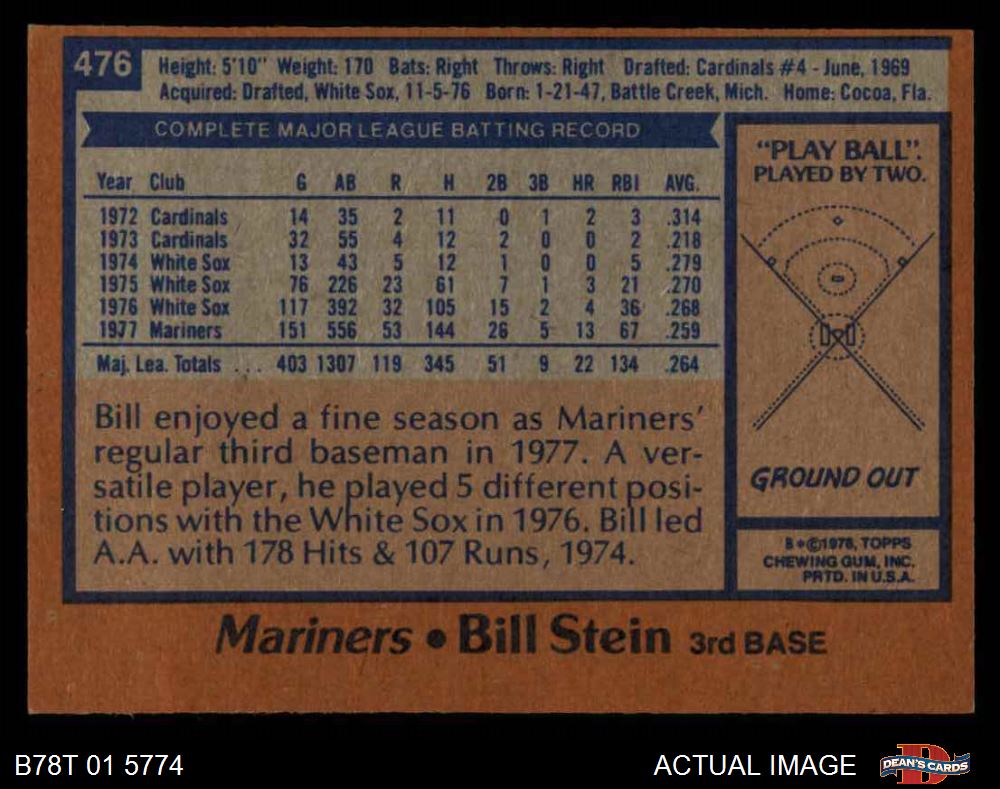 476
Height: 5'10" Weight: 170 Bats: Right Throws: Right Drafted: Cardinals #4 - June, 1969
Acquired: Drafted, White Sox, 11-5-76 Born: 1-21-47, Battle Creek, Mich. Home: Cocoa, Fla.
COMPLETE MAJOR LEAGUE BATTING RECORD
Year Club G AB R H 2B 3B HR RBI AVG.
1972 Cardinals 14 35 2 11 0 1 2 3 .314
1973 Cardinals 32 55 4 12 2 0 0 2 .218
1974 White Sox 13 43 5 12 1 0 0 5 .279
1975 White Sox 76 226 23 61 7 1 3 21 .270
1976 White Sox 117 392 32 105 15 2 4 36 .268
1977 Mariners 151 556 53 144 26 5 13 67 .259
Maj. Lea. Totals ... 403 1307 119 345 51 9 22 134 .264
Bill enjoyed a fine season as Mariners'
regular third baseman in 1977. A ver-
satile player, he played 5 different posi-
tions with the White Sox in 1976. Bill led
A.A. with 178 Hits & 107 Runs, 1974.
"PLAY BALL".
PLAYED BY TWO.
GROUND OUT
B*©1978, TOPPS
CHEWING GUM, INC.
PRTD. IN U.S.A.
Mariners • Bill Stein 3rd BASE
B78T 01 5774
ACTUAL IMAGE
D
DEAN'S CARDS